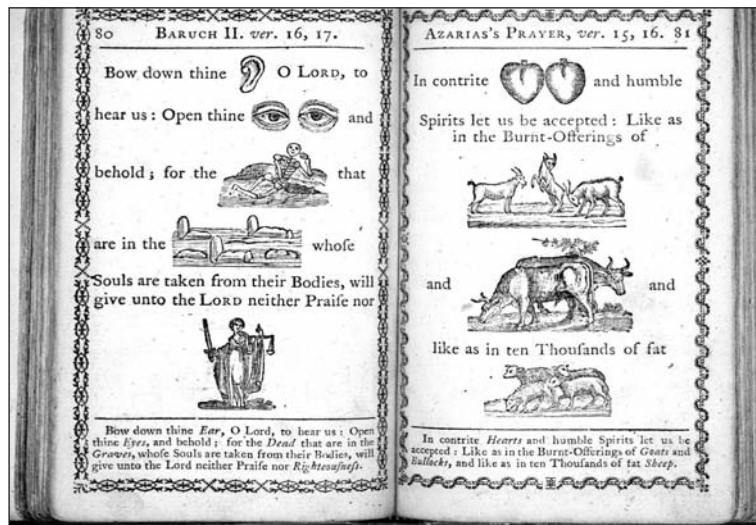 80 BARUCH II. ver. 16, 17.
Bow down thine O LORD, to
hear us : Open thine and
behold ; for the that
are in the whoſe
Souls are taken from their Bodies, will
give unto the LORD neither Praiſe nor
Bow down thine Ear, O Lord, to hear us : Open
thine Eyes, and behold ; for the Dead that are in the
Graves, whoſe Souls are taken from their Bodies, will
give unto the Lord neither Praiſe nor Righteouſneſs.
AZARIAS'S PRAYER, ver. 15, 16. 81
In contrite and humble
Spirits let us be accepted : Like as
in the Burnt-Offerings of
and and
like as in ten Thouſands of fat
In contrite Hearts and humble Spirits let us be
accepted : Like as in the Burnt-Offerings of Goats and
Bullocks, and like as in ten Thouſands of fat Sheep.